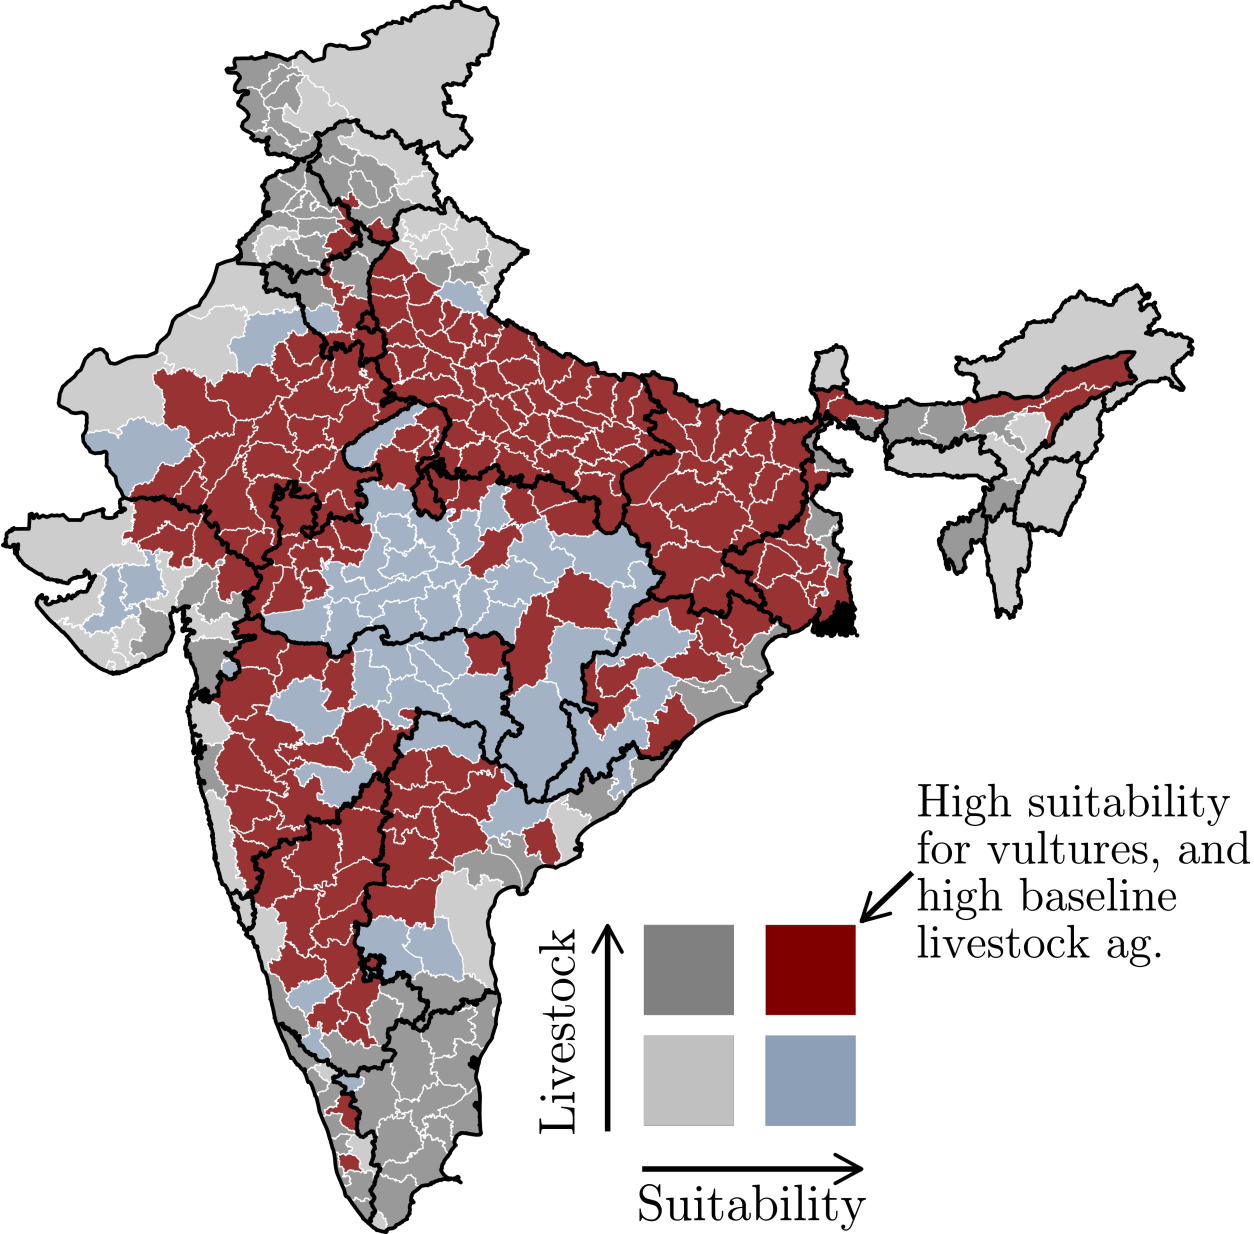 High suitability
for vultures, and
high baseline
livestock ag.
Livestock
Suitability